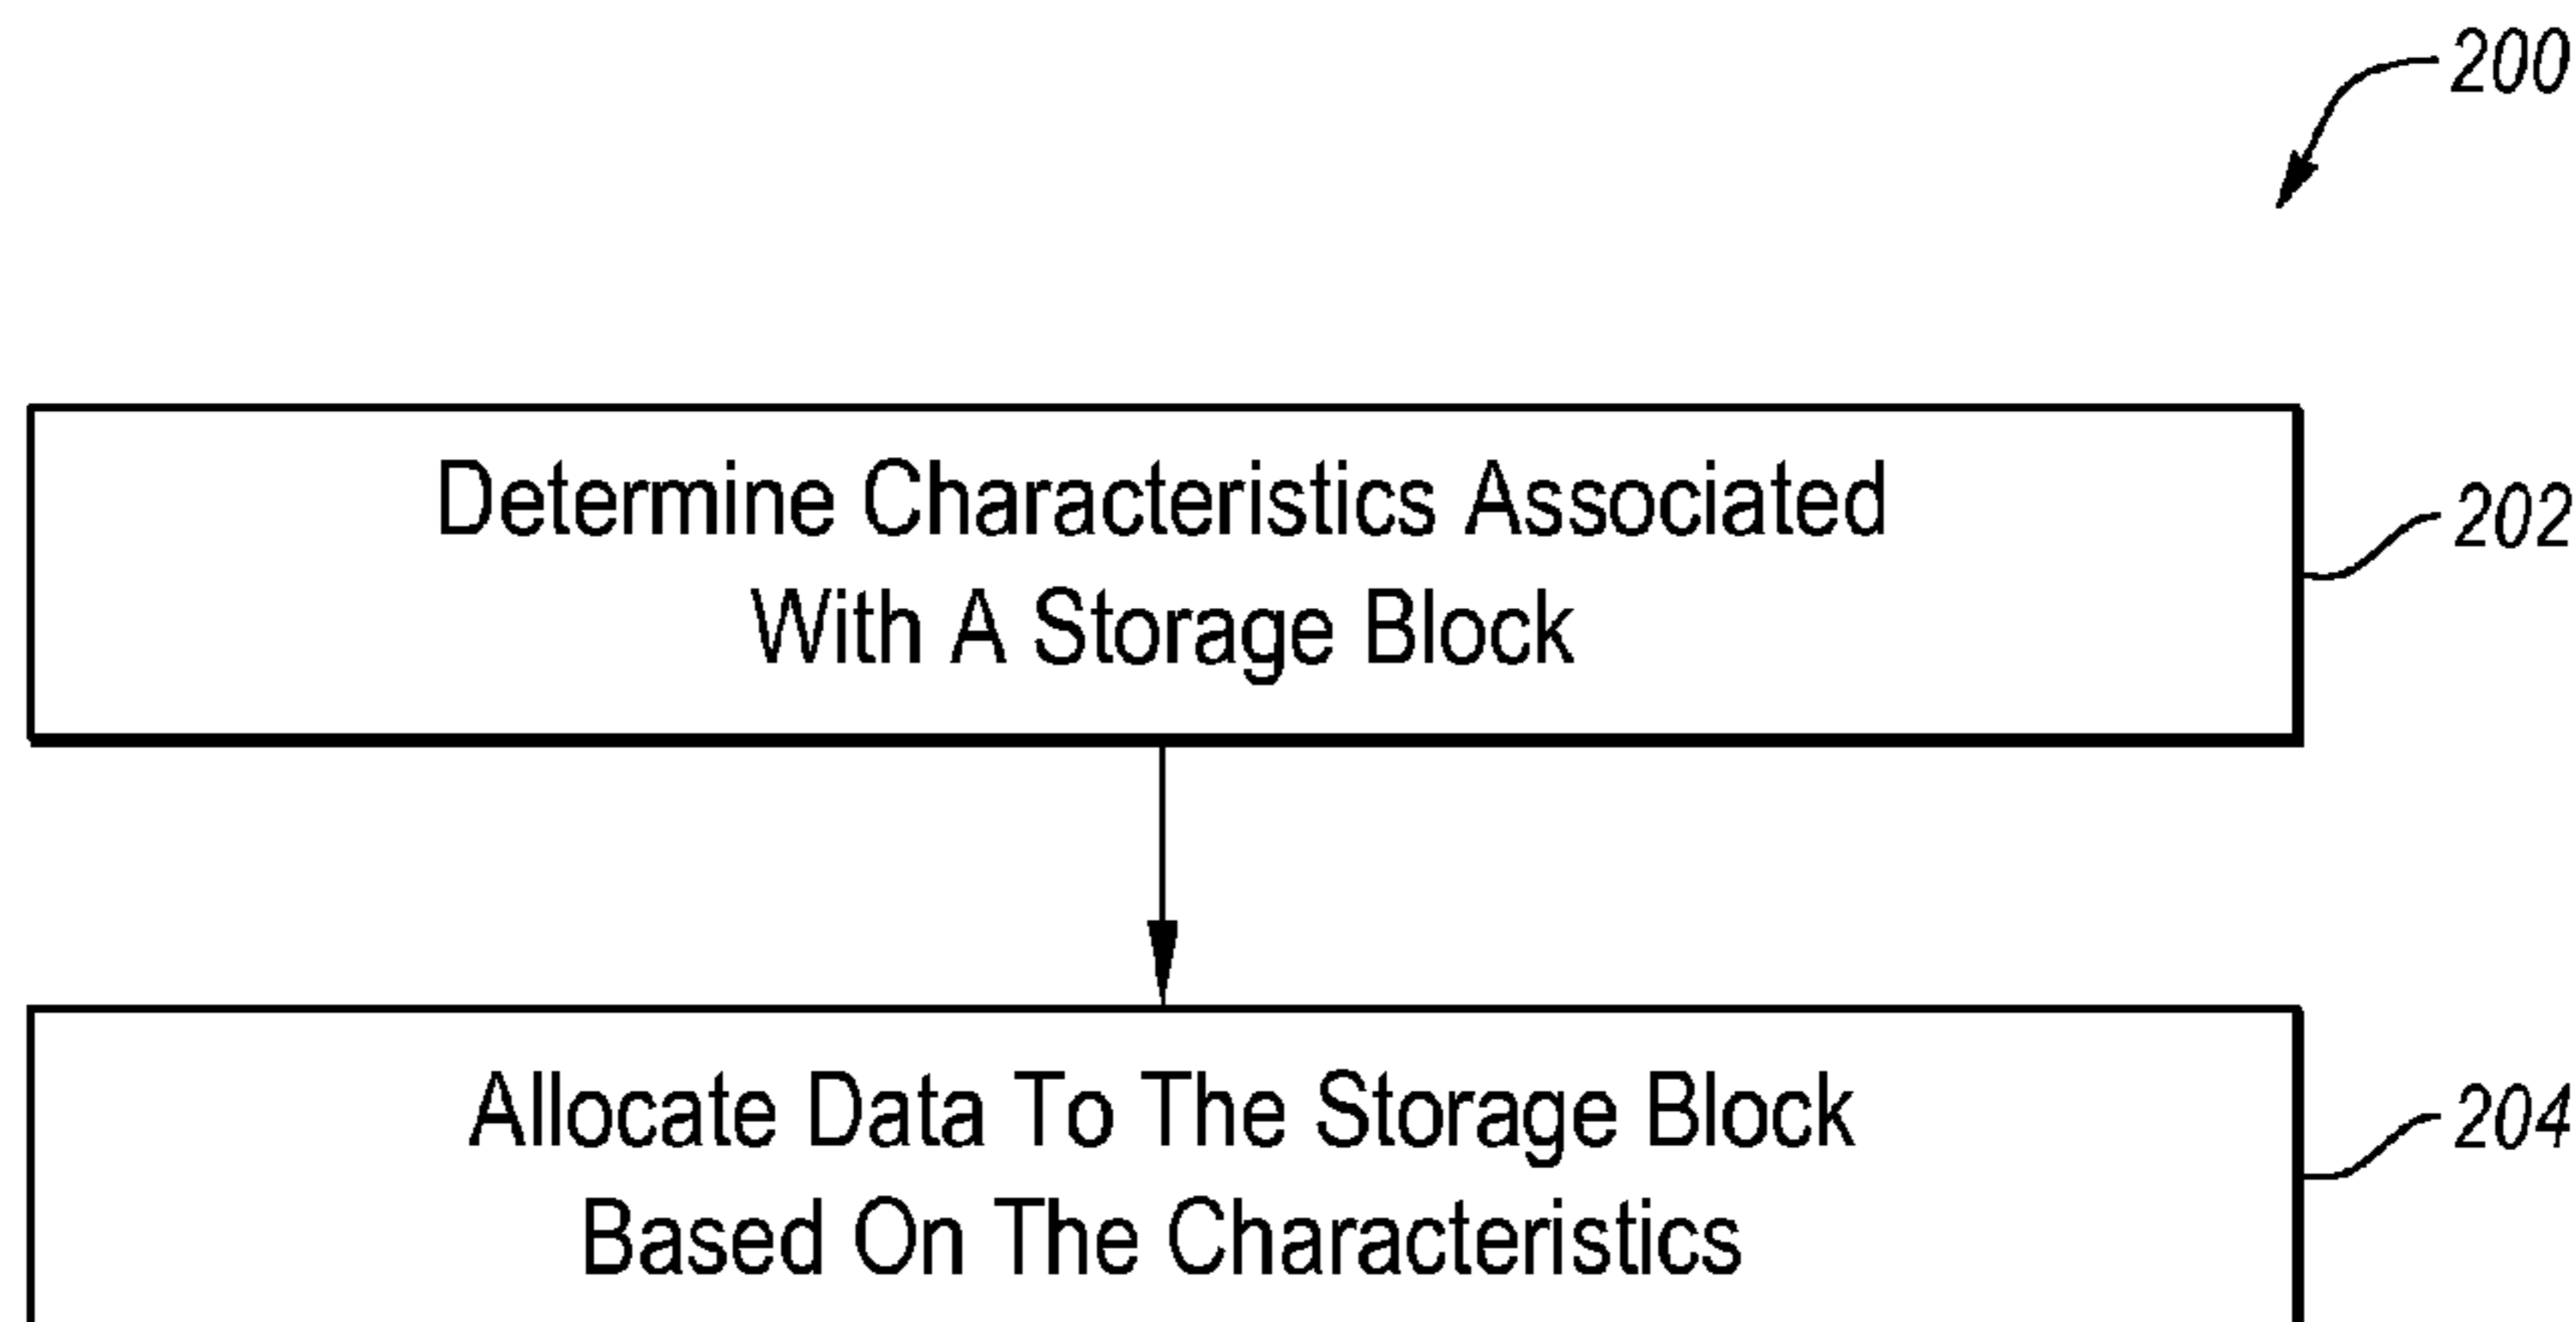 200
Determine Characteristics Associated
With A Storage Block
202
Allocate Data To The Storage Block
Based On The Characteristics
204